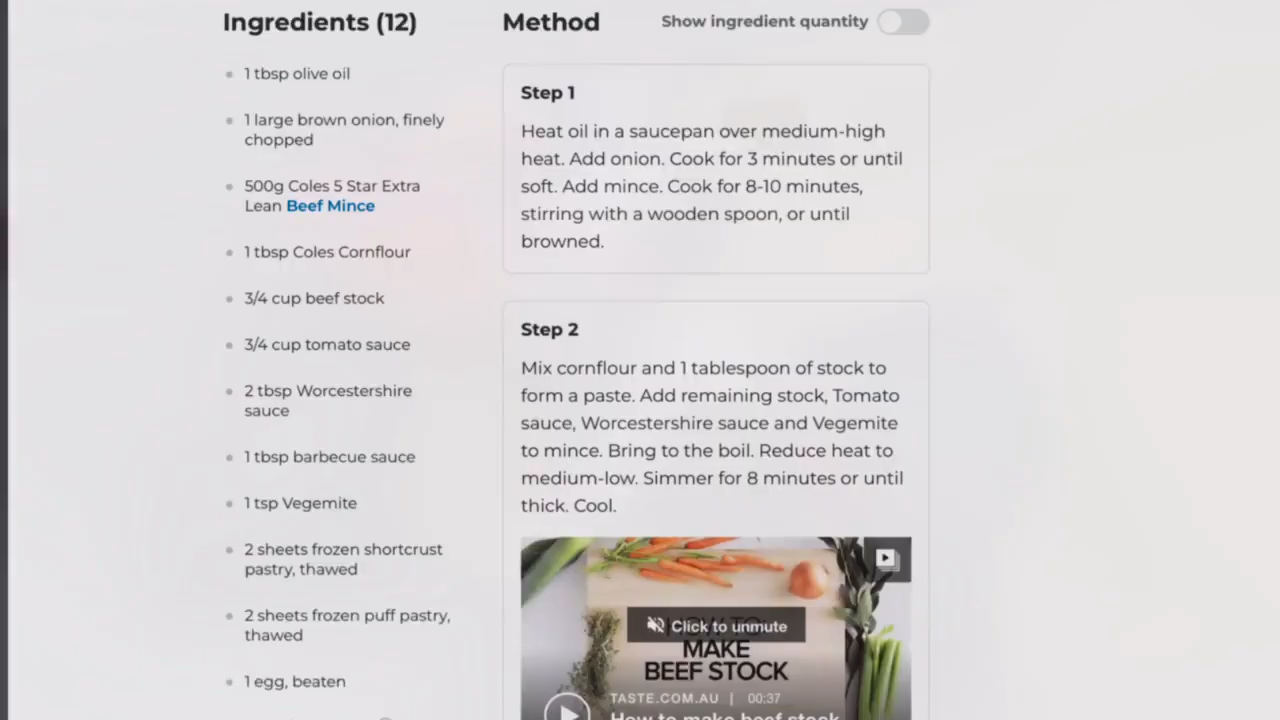 Ingredients (12)
1 tbsp olive oil
1 large brown onion, finely
chopped
500g Coles 5 Star Extra
Lean Beef Mince
1 tbsp Coles Cornflour
3/4 cup beef stock
3/4 cup tomato sauce
2 tbsp Worcestershire
sauce
1 tbsp barbecue sauce
1 tsp Vegemite
2 sheets frozen shortcrust
pastry, thawed
2 sheets frozen puff pastry,
thawed
1 egg, beaten
Method
Show ingredient quantity
Step 1
Heat oil in a saucepan over medium-high
heat. Add onion. Cook for 3 minutes or until
soft. Add mince. Cook for 8-10 minutes,
stirring with a wooden spoon, or until
browned.
Step 2
Mix cornflour and 1 tablespoon of stock to
form a paste. Add remaining stock, Tomato
sauce, Worcestershire sauce and Vegemite
to mince. Bring to the boil. Reduce heat to
medium-low. Simmer for 8 minutes or until
thick. Cool.
Click to unmute
HOW TO
MAKE
BEEF STOCK
TASTE.COM.AU | 00:37
How to make beef stock